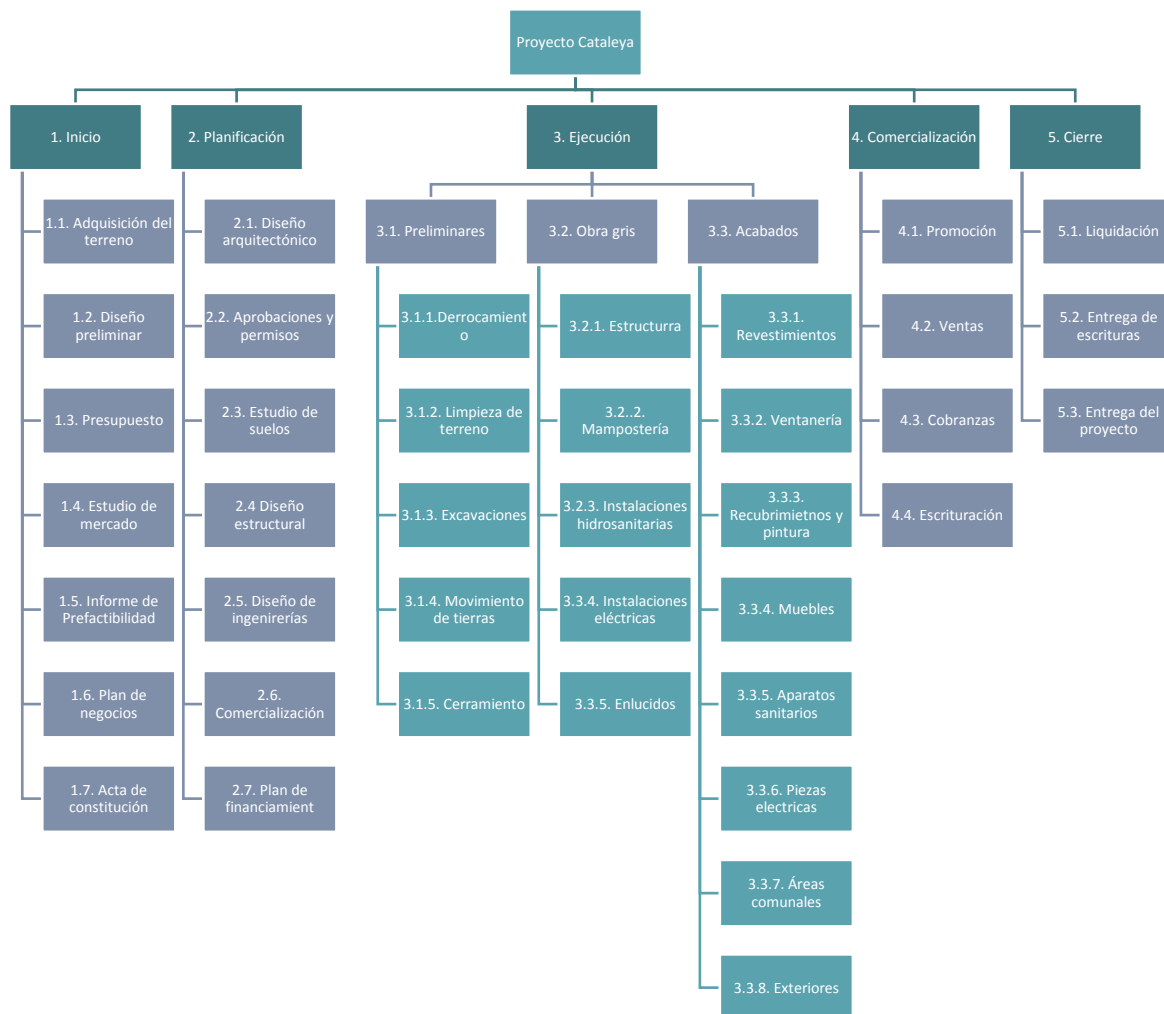 Proyecto Cataleya
1. Inicio
2. Planificación
3. Ejecución
4. Comercialización
5. Cierre
1.1. Adquisición del
terreno
1.2. Diseño
preliminar
1.3. Presupuesto
1.4. Estudio de
mercado
1.5. Informe de
Prefactibilidad
1.6. Plan de
negocios
1.7. Acta de
constitución
2.1. Diseño
arquitectónico
2.2. Aprobaciones y
permisos
2.3. Estudio de
suelos
2.4 Diseño
estructural
2.5. Diseño de
ingenirerías
2.6.
Comercialización
2.7. Plan de
financiamient
3.1. Preliminares
3.1.1.Derrocamient
o
3.1.2. Limpieza de
terreno
3.1.3. Excavaciones
3.1.4. Movimiento
de tierras
3.1.5. Cerramiento
3.2. Obra gris
3.2.1. Estructurra
3.2..2.
Mampostería
3.2.3. Instalaciones
hidrosanitarias
3.3.4. Instalaciones
eléctricas
3.3.5. Enlucidos
3.3. Acabados
3.3.1.
Revestimientos
3.3.2. Ventanería
3.3.3.
Recubrimietnos y
pintura
3.3.4. Muebles
3.3.5. Aparatos
sanitarios
3.3.6. Piezas
electricas
3.3.7. Áreas
comunales
3.3.8. Exteriores
4.1. Promoción
4.2. Ventas
4.3. Cobranzas
4.4. Escrituración
5.1. Liquidación
5.2. Entrega de
escrituras
5.3. Entrega del
proyecto